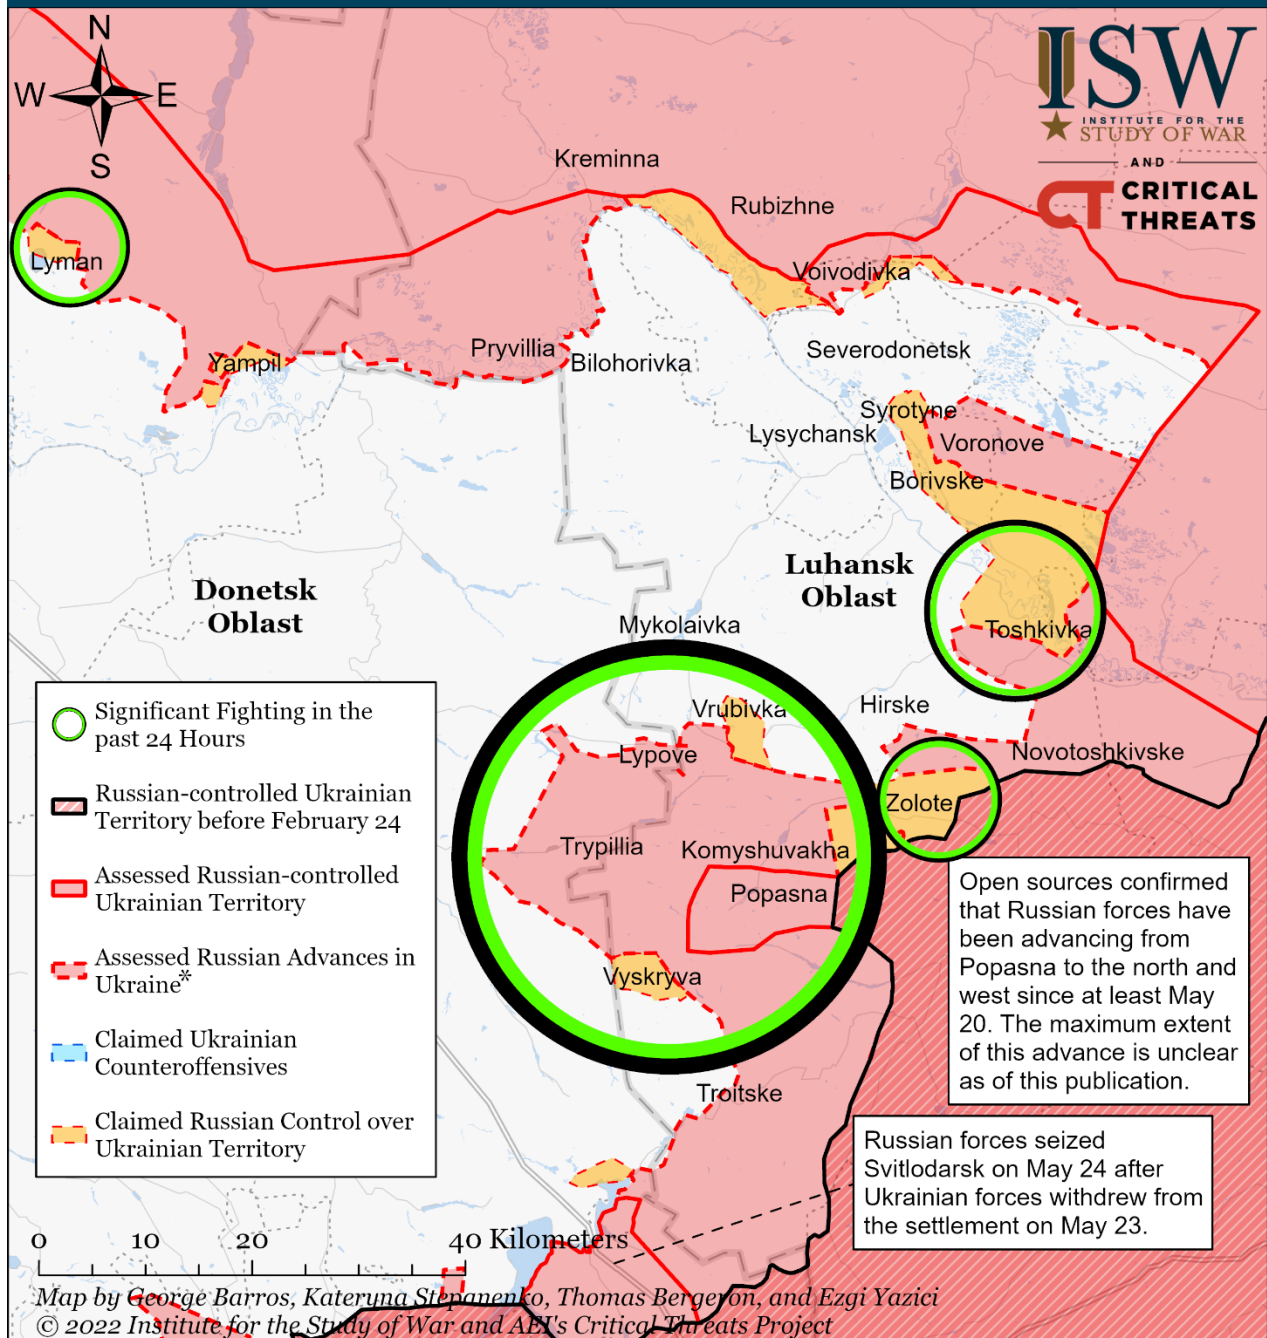 N
W
E
S
ISW
INSTITUTE FOR THE
STUDY OF WAR
AND
CT CRITICAL
THREATS
Kreminna
Rubizhne
Lyman
Voivodivka
Pryvillia
Yampil
Bilohorivka
Severodonetsk
Syrotyne
Lysychansk
Voronove
Borivske
Luhansk
Oblast
Donetsk
Oblast
Mykolaivka
Toshkivka
Vrubivka
Hirske
Lypove
Novotoshkivske
Zolote
Trypillia
Komyshuvakha
Popasna
Vyskryva
Troitske
Significant Fighting in the
past 24 Hours
Russian-controlled Ukrainian
Territory before February 24
Assessed Russian-controlled
Ukrainian Territory
Assessed Russian Advances in
Ukraine*
Claimed Ukrainian
Counteroffensives
Claimed Russian Control over
Ukrainian Territory
Open sources confirmed
that Russian forces have
been advancing from
Popasna to the north and
west since at least May
20. The maximum extent
of this advance is unclear
as of this publication.
Russian forces seized
Svitlodarsk on May 24 after
Ukrainian forces withdrew from
the settlement on May 23.
0 10 20 40 Kilometers
Map by George Barros, Kateryna Stepanenko, Thomas Bergeron, and Ezgi Yazici
© 2022 Institute for the Study of War and AEI's Critical Threats Project